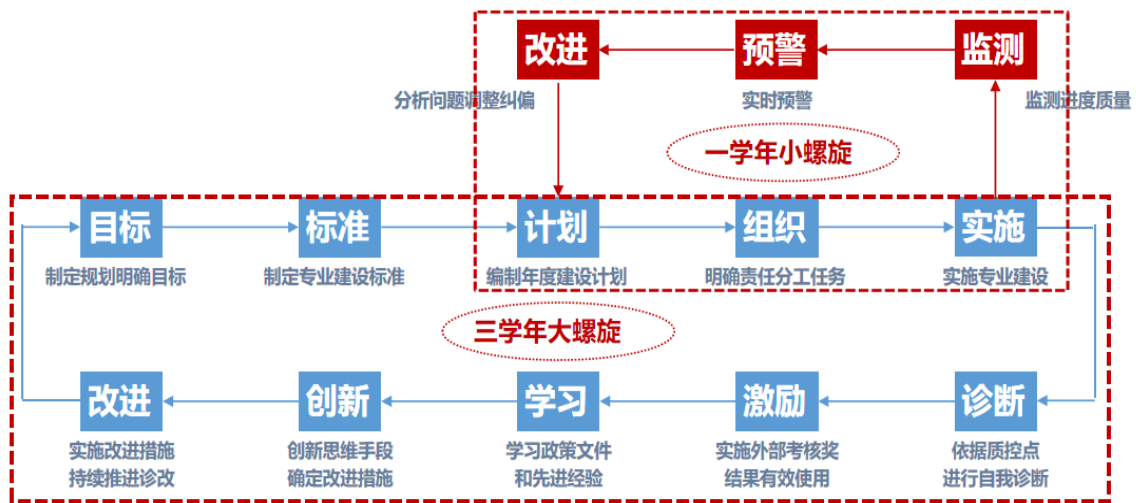 改进
预警
监测
分析问题调整纠偏
实时预警
监测进度质量
一学年小螺旋
目标
标准
计划
组织
实施
制定规划明确目标
制定专业建设标准
编制年度建设计划
明确责任分工任务
实施专业建设
三学年大螺旋
改进
创新
学习
激励
诊断
实施改进措施
持续推进诊改
创新思维手段
确定改进措施
学习政策文件
和先进经验
实施外部考核奖
结果有效使用
依据质控点
进行自我诊断